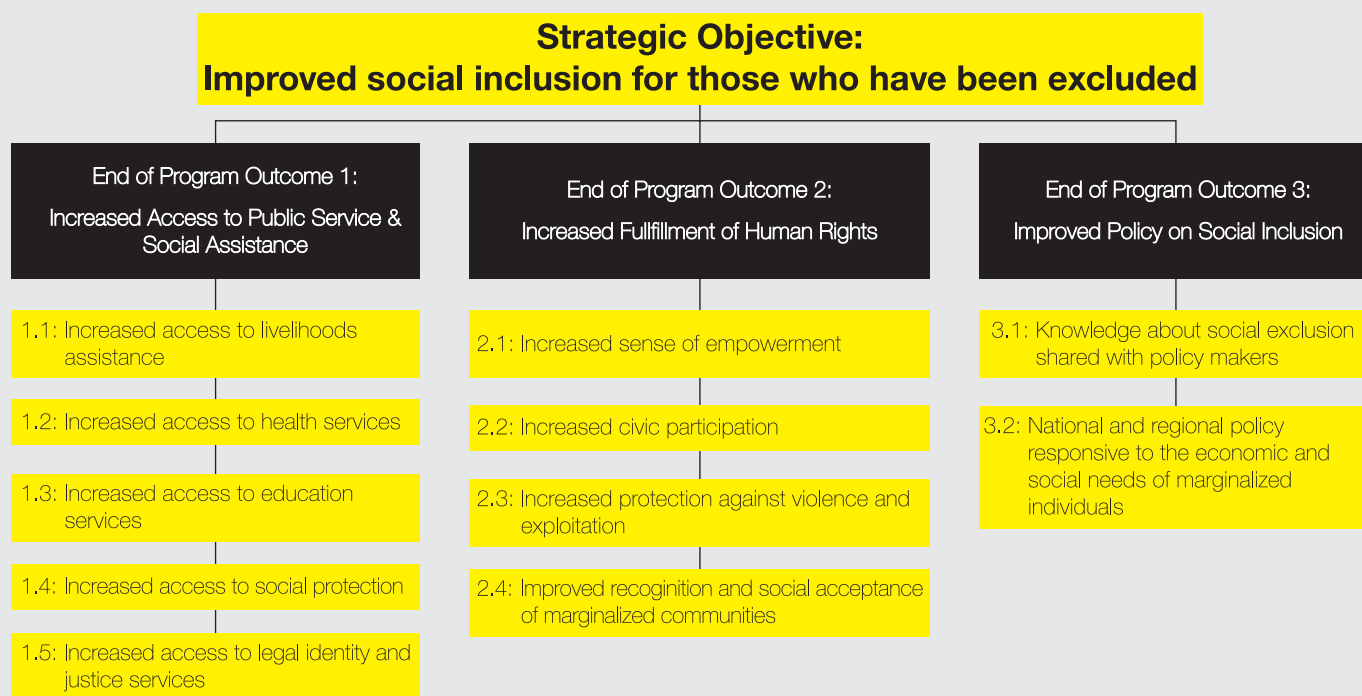 Strategic Objective:
Improved social inclusion for those who have been excluded
End of Program Outcome 1:
Increased Access to Public Service &
Social Assistance
1.1: Increased access to livelihoods
assistance
1.2: Increased access to health services
1.3: Increased access to education
services
1.4: Increased access to social protection
1.5: Increased access to legal identity and
justice services
End of Program Outcome 2:
Increased Fullfillment of Human Rights
2.1: Increased sense of empowerment
2.2: Increased civic participation
2.3: Increased protection against violence and
exploitation
2.4: Improved recoginition and social acceptance
of marginalized communities
End of Program Outcome 3:
Improved Policy on Social Inclusion
3.1: Knowledge about social exclusion
shared with policy makers
3.2: National and regional policy
responsive to the economic and
social needs of marginalized
individuals